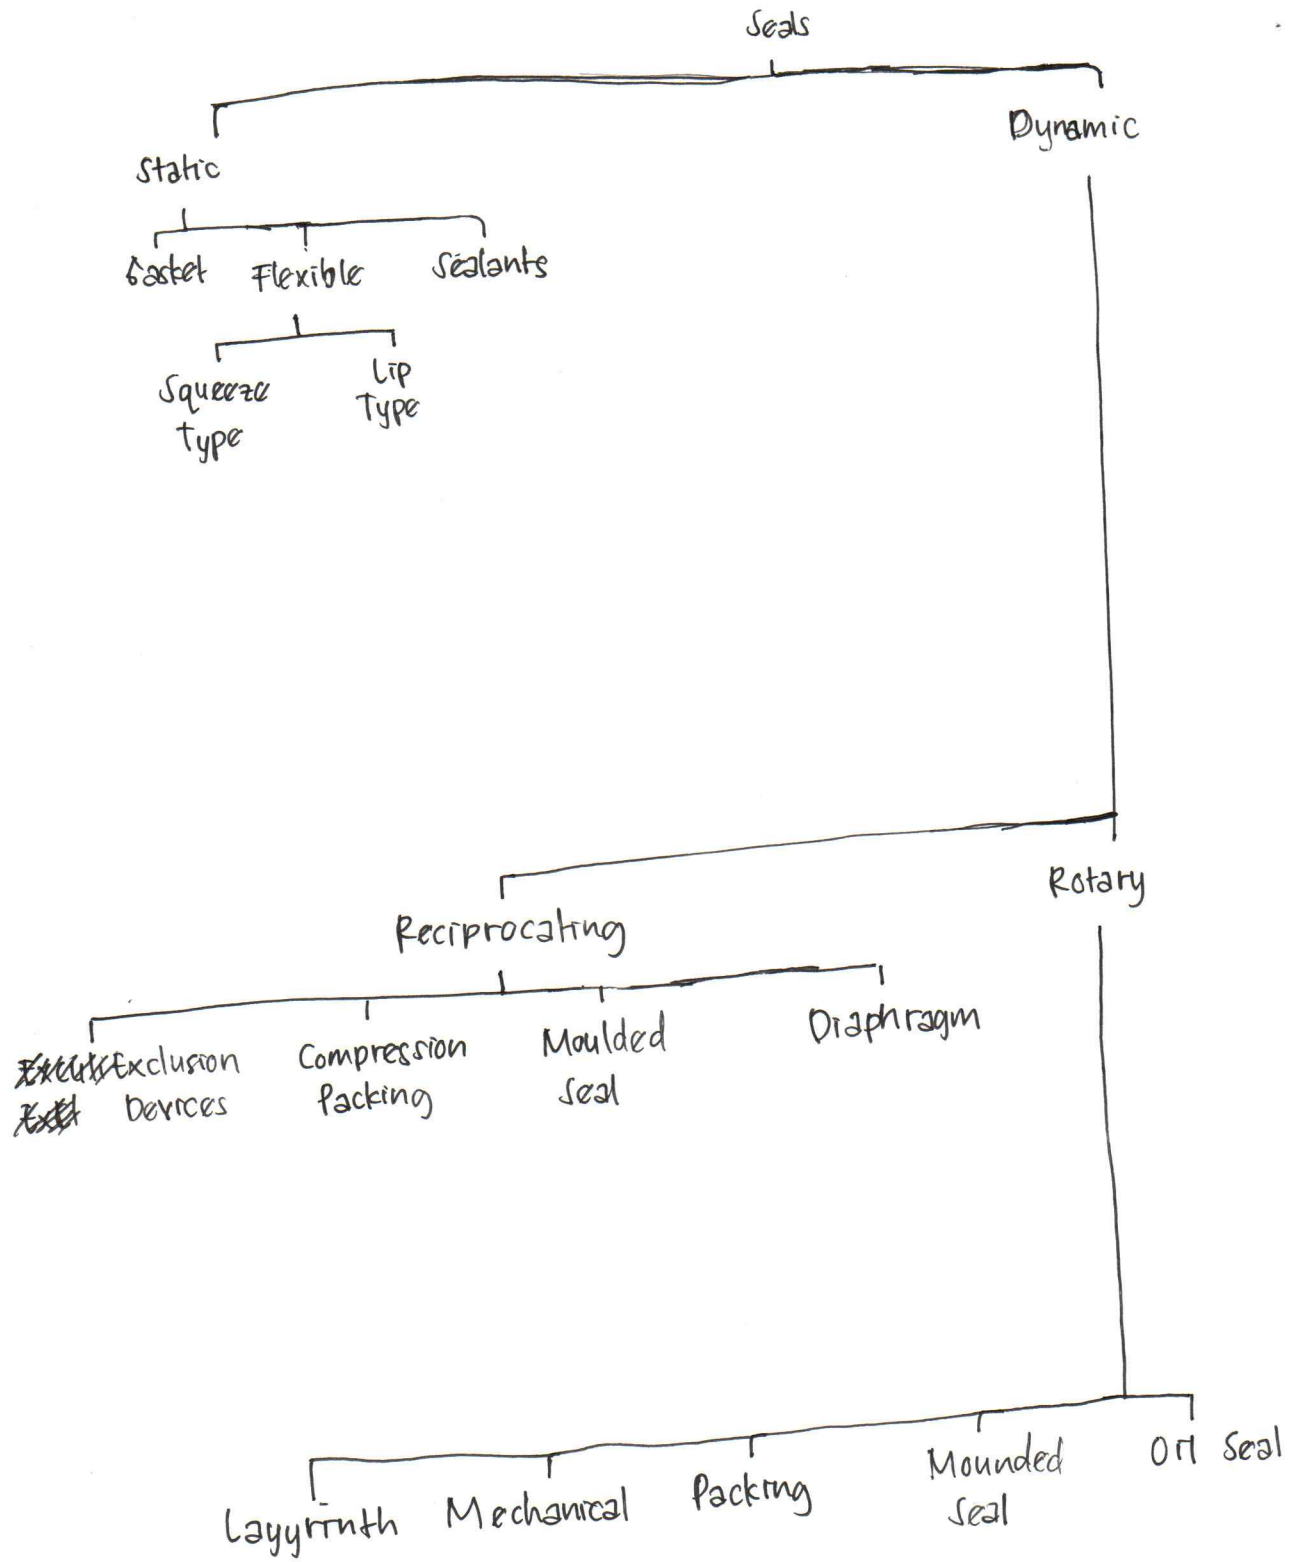 Seals
Dynamic
Static
Gasket Flexible Sealants
Squeeze
Type
Lip
Type
Rotary
Reciprocating
Exclusion
Devices
Compression
Packing
Moulded
Seal
Diaphragm
Layyrinth
Mechanical
Packing
Mounded
Seal
Oil Seal